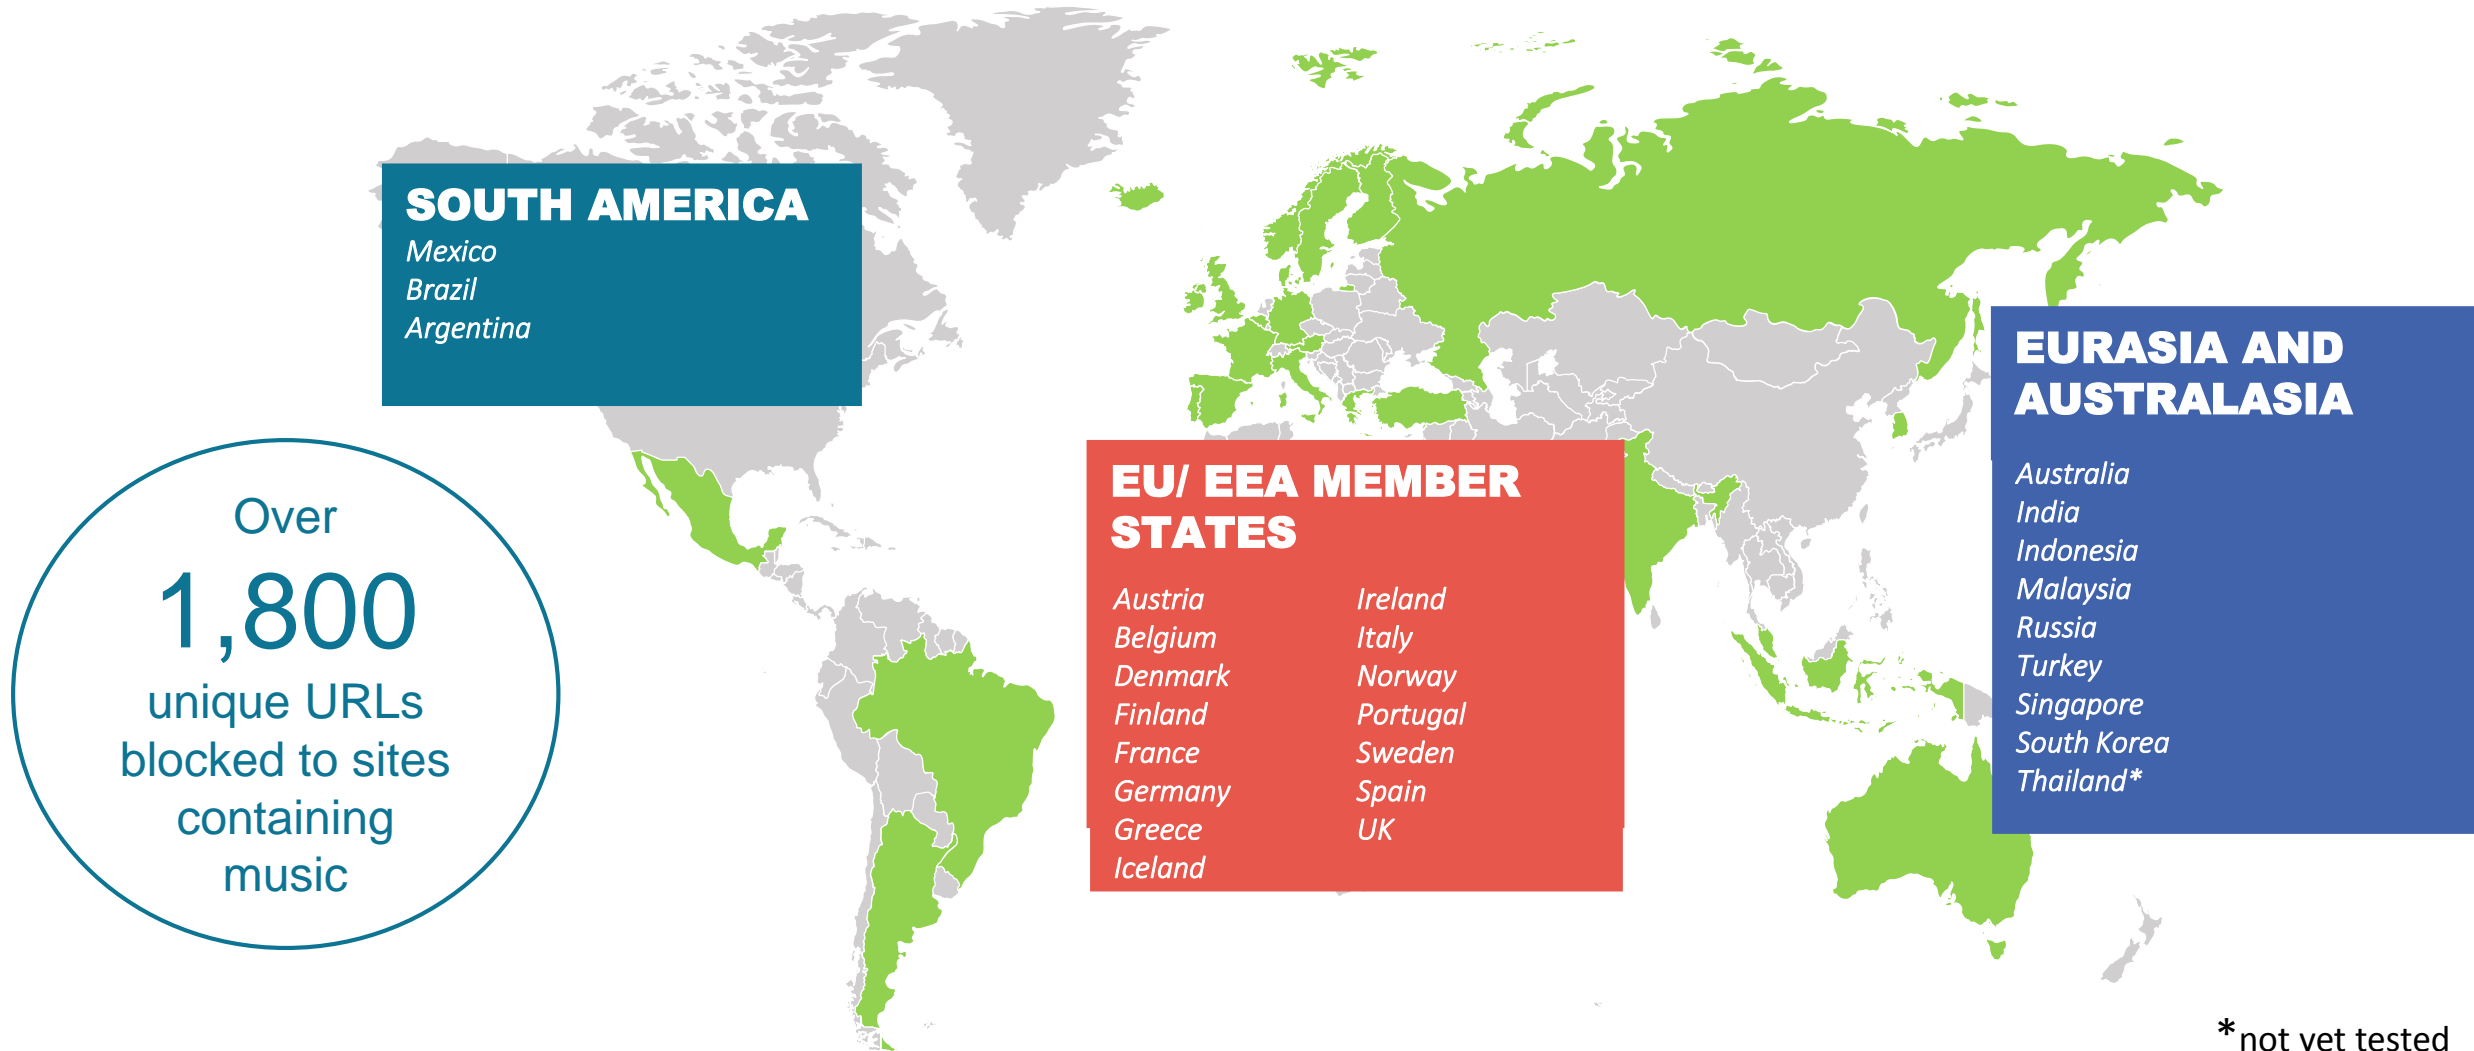 SOUTH AMERICA
Mexico
Brazil
Argentina
Over
1,800
unique URLs
blocked to sites
containing
music
EU/ EEA MEMBER
STATES
Austria
Belgium
Denmark
Finland
France
Germany
Greece
Iceland
Ireland
Italy
Norway
Portugal
Sweden
Spain
UK
EURASIA AND
AUSTRALASIA
Australia
India
Indonesia
Malaysia
Russia
Turkey
Singapore
South Korea
Thailand*
*not yet tested